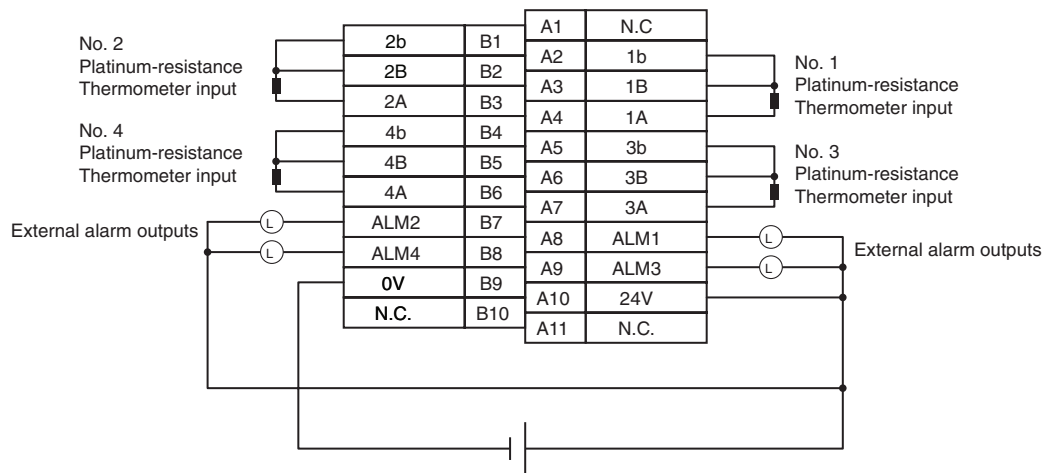 No. 2
Platinum-resistance
Thermometer input
No. 4
Platinum-resistance
Thermometer input
External alarm outputs
L
L
2b B1
2B B2
2A B3
4b B4
4B B5
4A B6
ALM2 B7
ALM4 B8
0V B9
N.C. B10
A1 N.C
A2 1b
A3 1B
A4 1A
A5 3b
A6 3B
A7 3A
A8 ALM1
A9 ALM3
A10 24V
A11 N.C.
L
L
No. 1
Platinum-resistance
Thermometer input
No. 3
Platinum-resistance
Thermometer input
External alarm outputs